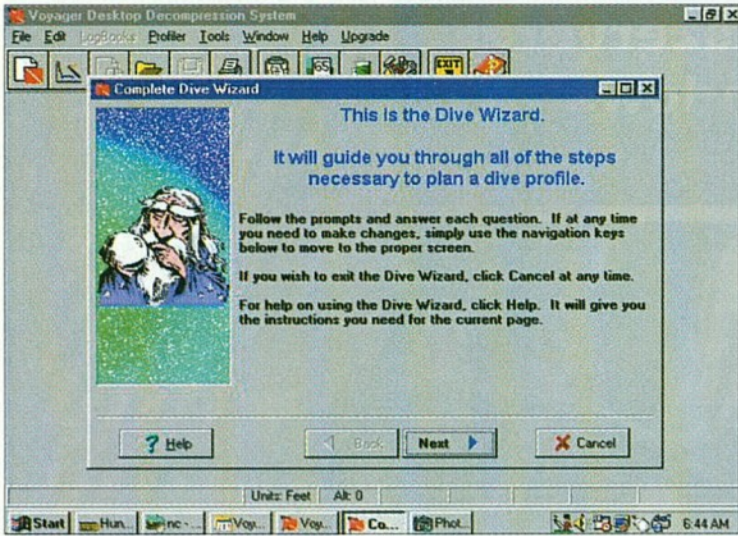 Voyager Desktop Decompression System
File Edit LogBooks Profiler Tools Window Help Upgrade
65 EXIT
Complete Dive Wizard
This is the Dive Wizard.
It will guide you through all of the steps
necessary to plan a dive profile.
Follow the prompts and answer each question. If at any time
you need to make changes, simply use the navigation keys
below to move to the proper screen.
If you wish to exit the Dive Wizard, click Cancel at any time.
For help on using the Dive Wizard, click Help. It will give you
the instructions you need for the current page.
? Help Back Next Cancel
Units: Feet Alt: 0
Start Hun... nc - ... Voy... Voy... Co... Phot... 6:44 AM